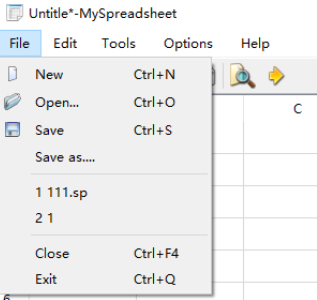 Untitle*-MySpreadsheet
File Edit Tools Options Help
New Ctrl+N
Open... Ctrl+O
C
Save Ctrl+S
Save as....
1 111.sp
2 1
Close Ctrl+F4
Exit Ctrl+Q